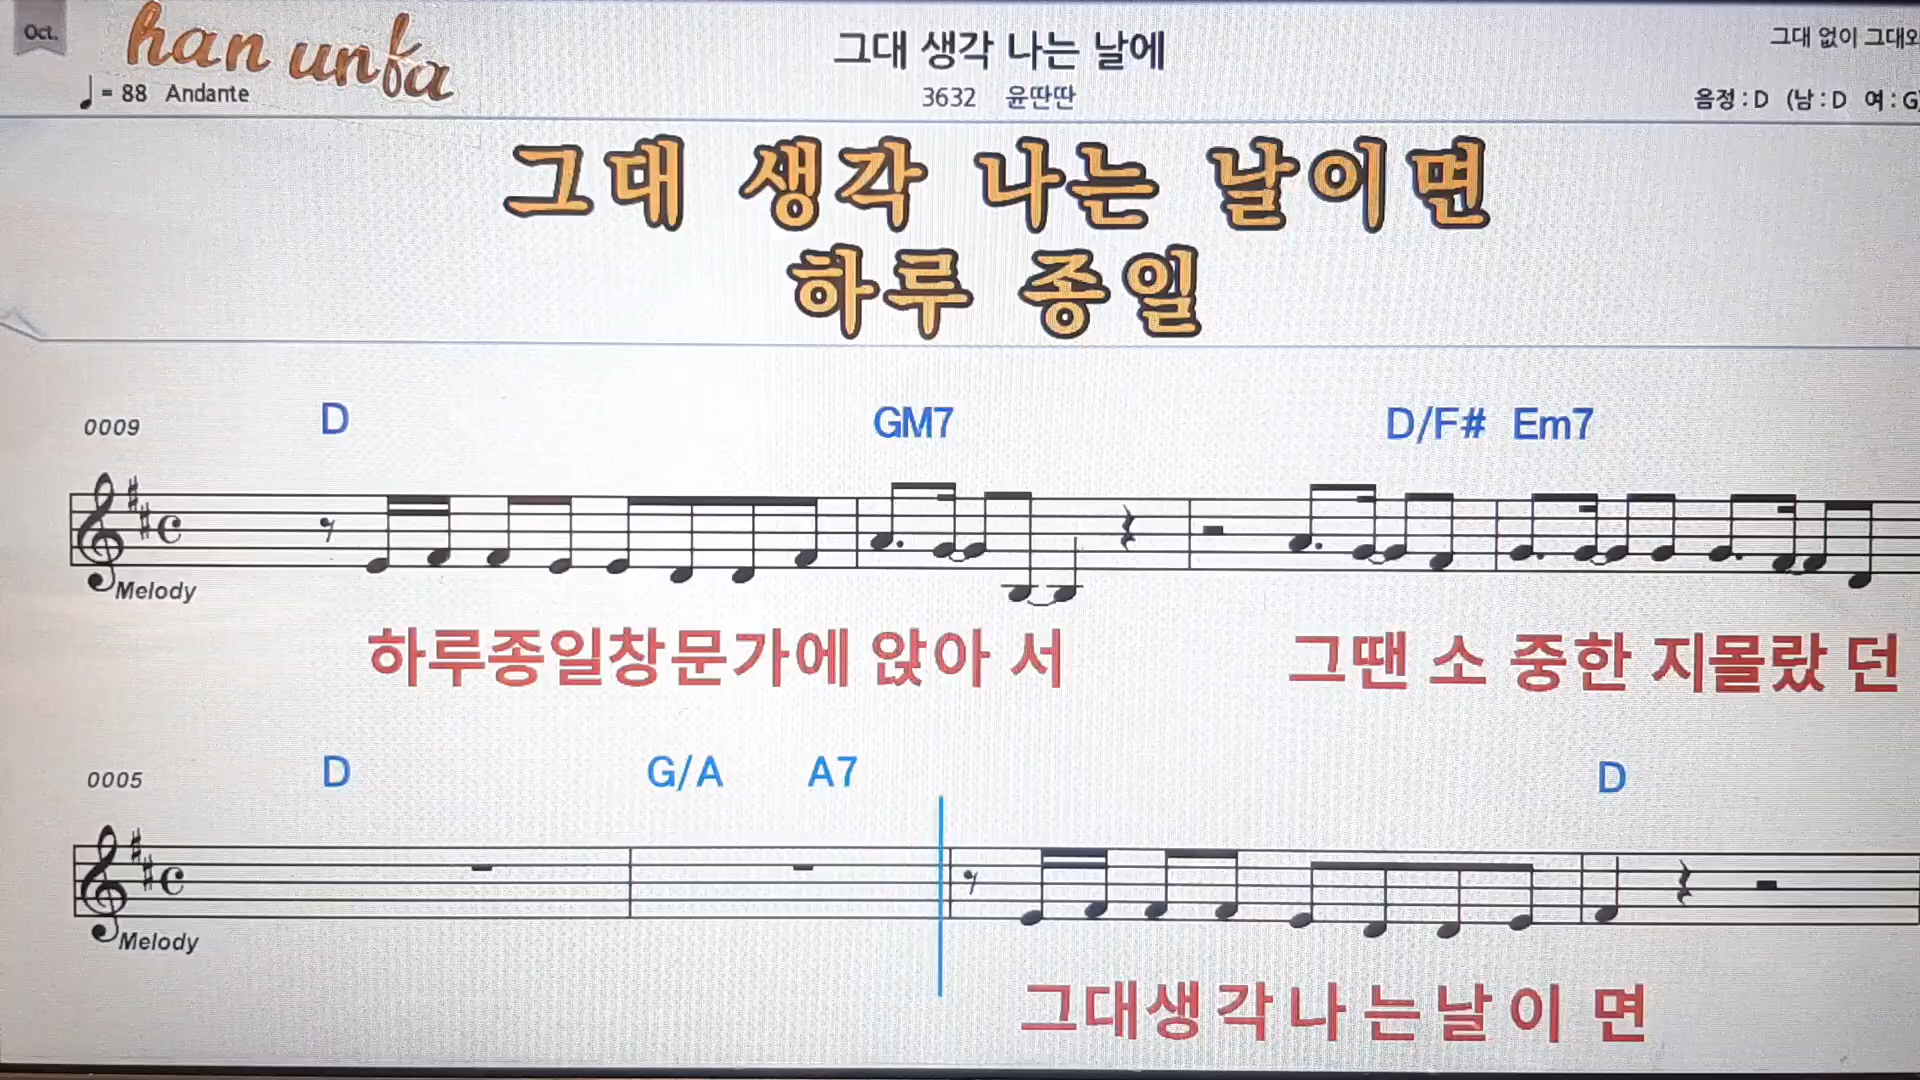 Oct.
han unfa
그대 생각 나는 날에
그대 없이 그대와
= 88 Andante
3632 윤딴딴
음정 : D (남 : D 여 : G)
그대 생각 나는 날이면
하루 종일
0009 D GM7 D/F# Em7
Melody
하루종일창문가에 앉아 서 그땐 소 중한 지몰랐 던
0005 D G/A A7 D
Melody
그대생각나는날이 면